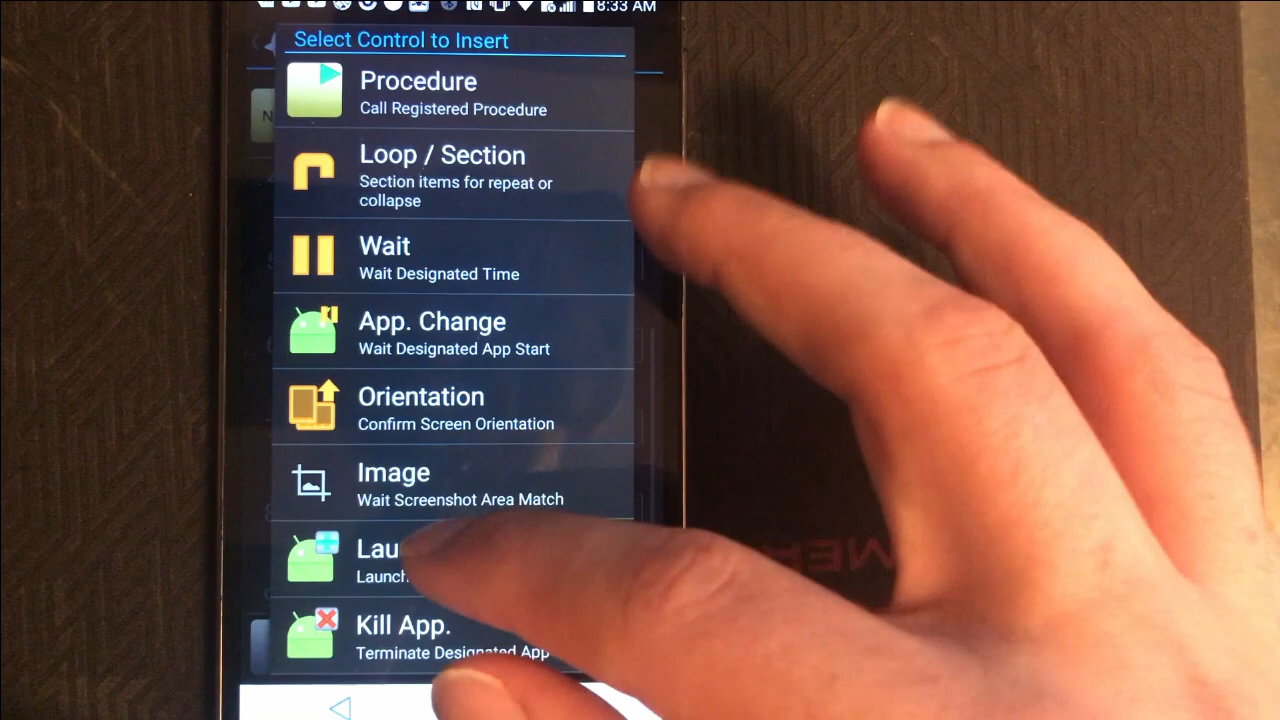 8:33 AM
Select Control to Insert
Procedure
Call Registered Procedure
Loop / Section
Section items for repeat or
collapse
Wait
Wait Designated Time
App. Change
Wait Designated App Start
Orientation
Confirm Screen Orientation
Image
Wait Screenshot Area Match
Kill App.
Terminate Designated App